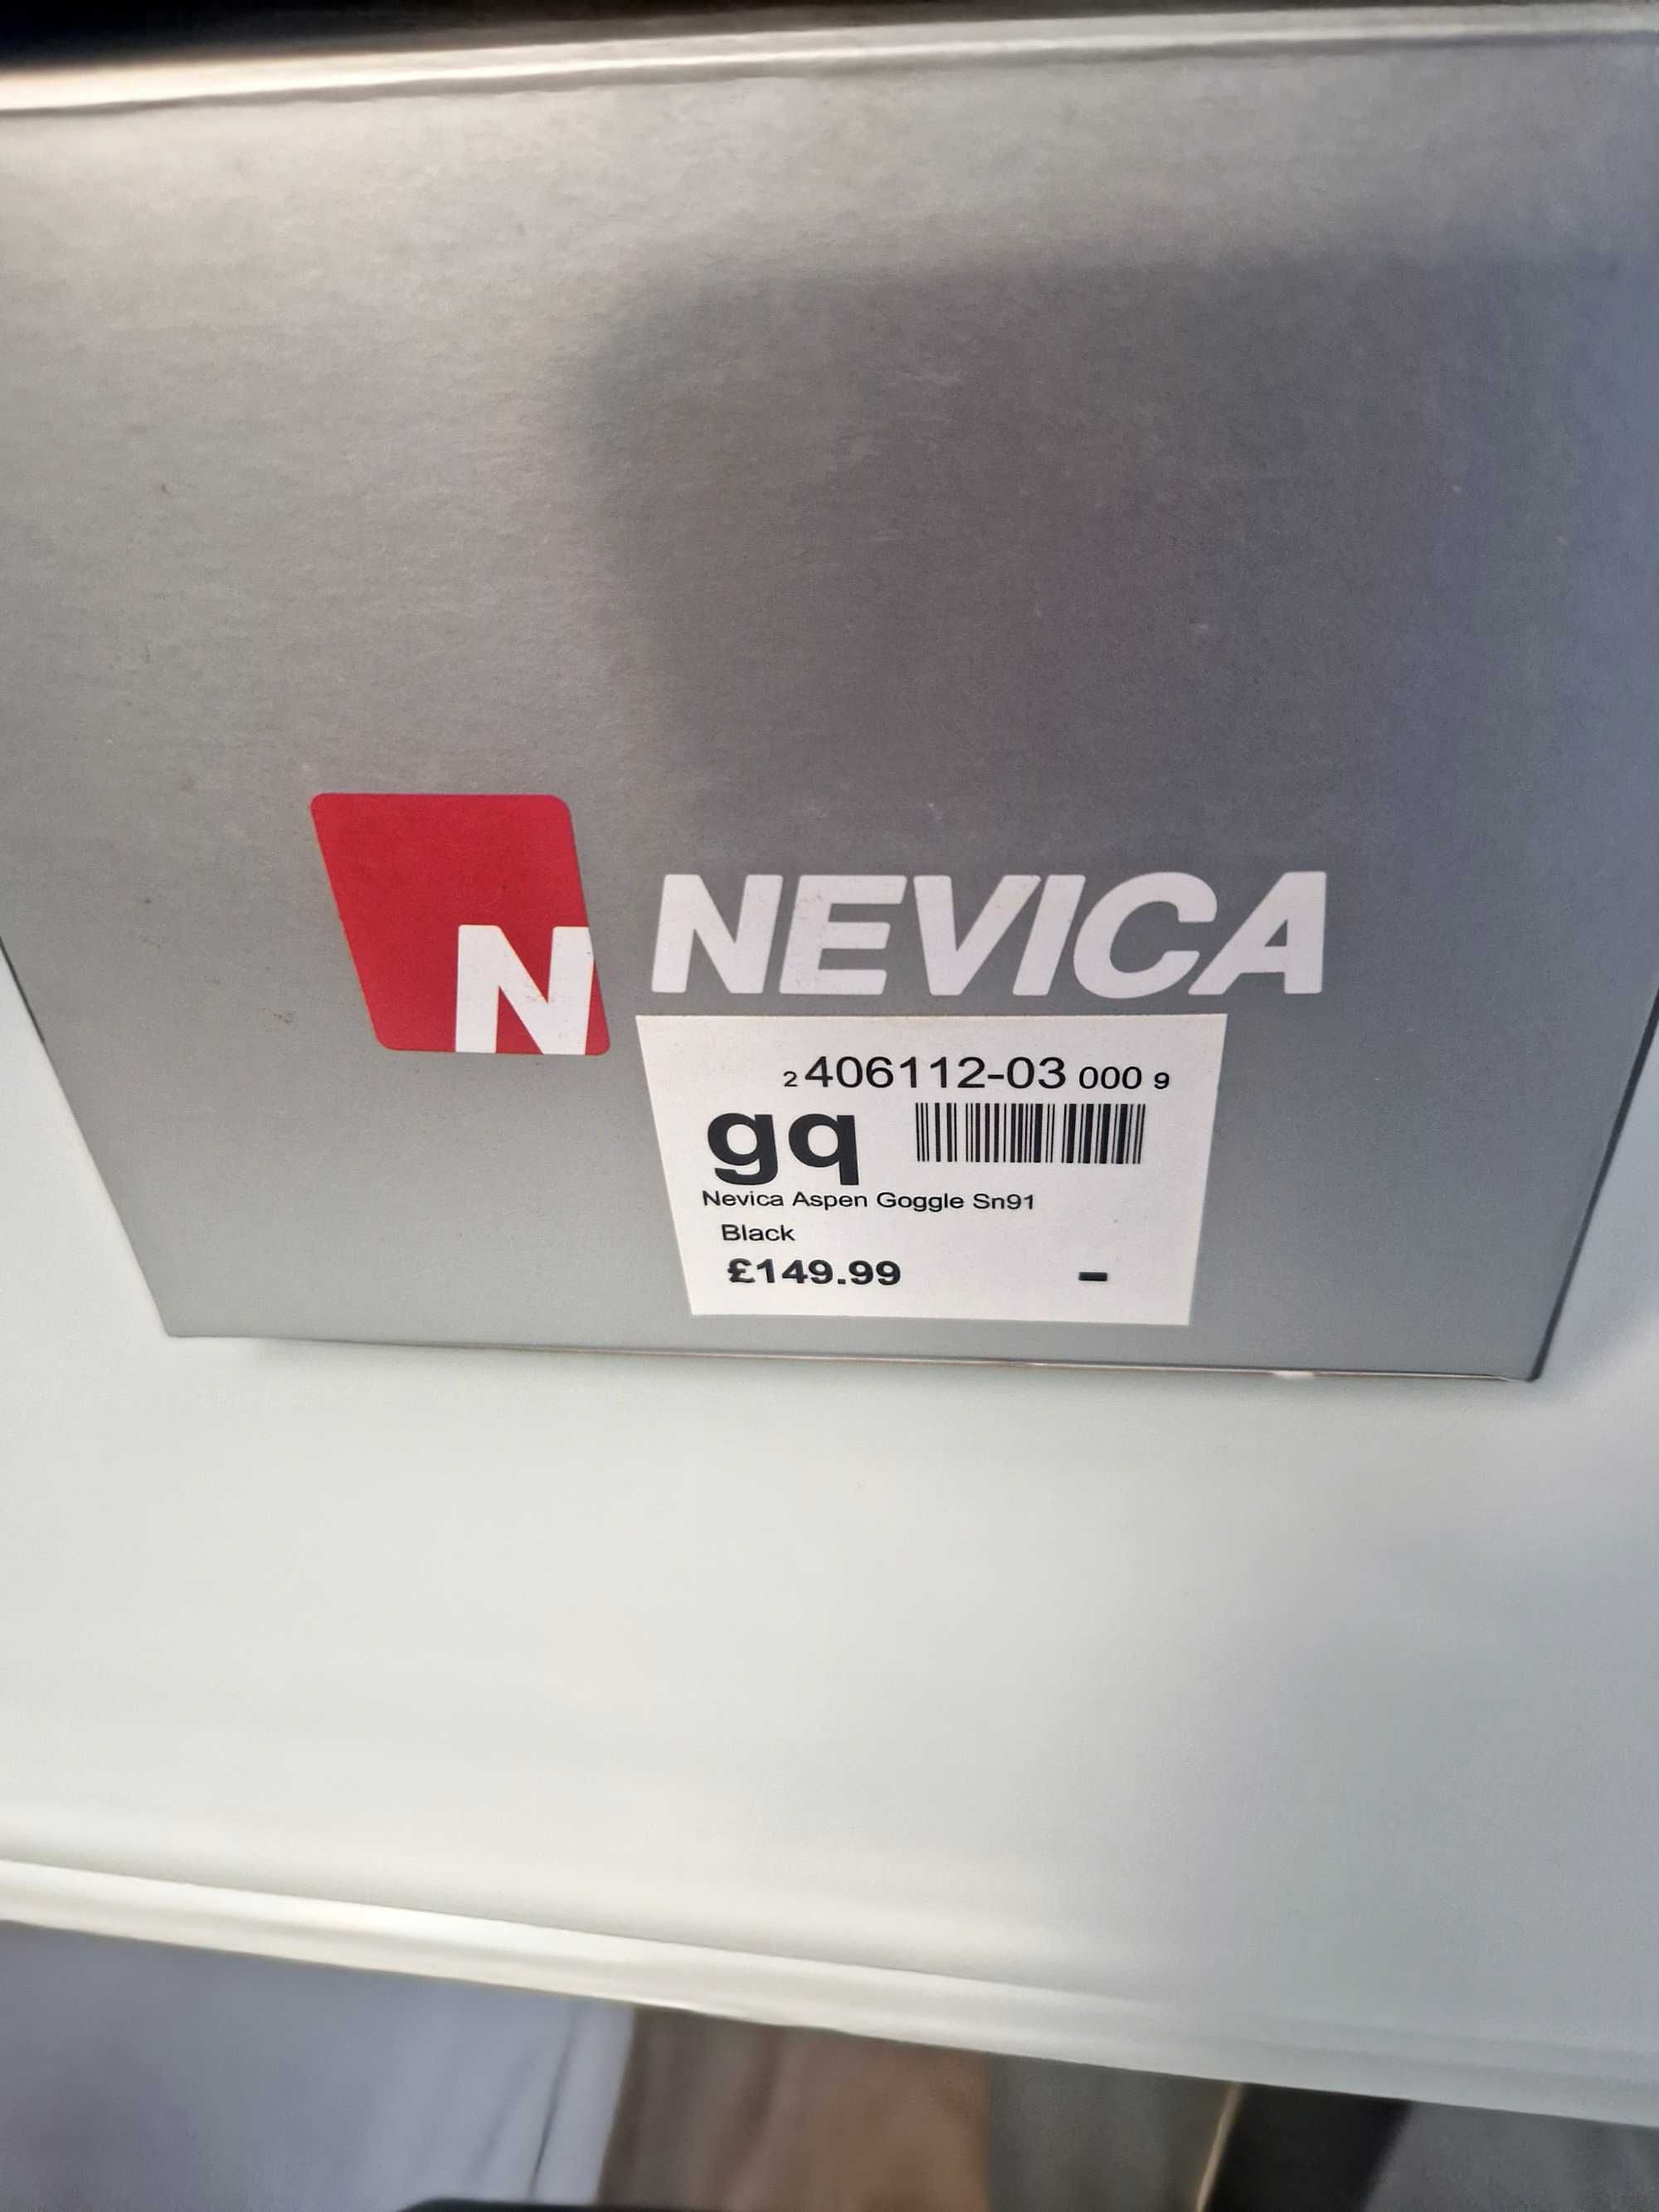 N NEVICA
2 406112-03 000 9
gq
Nevica Aspen Goggle Sn91
Black
£149.99 -